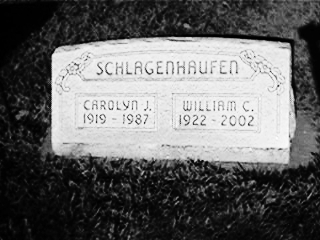 SCHLAGENHAUFEN
CAROLYN J. WILLIAM C.
1919 - 1987 1922 - 2002